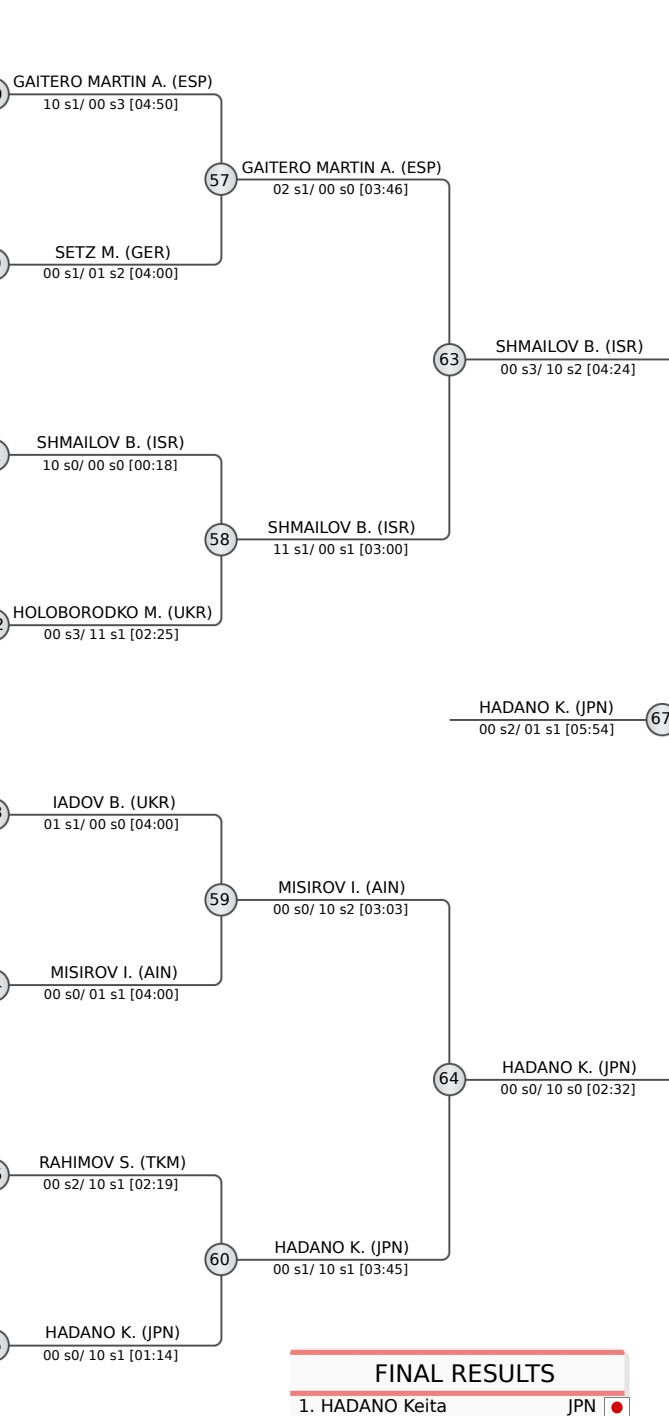 GAITERO MARTIN A. (ESP)
10 s1/ 00 s3 [04:50]
57
GAITERO MARTIN A. (ESP)
02 s1/ 00 s0 [03:46]
SETZ M. (GER)
00 s1/ 01 s2 [04:00]
63
SHMAILOV B. (ISR)
00 s3/ 10 s2 [04:24]
SHMAILOV B. (ISR)
10 s0/ 00 s0 [00:18]
58
SHMAILOV B. (ISR)
11 s1/ 00 s1 [03:00]
HOLOBORODKO M. (UKR)
00 s3/ 11 s1 [02:25]
HADANO K. (JPN)
00 s2/ 01 s1 [05:54]
67
IADOV B. (UKR)
01 s1/ 00 s0 [04:00]
59
MISIROV I. (AIN)
00 s0/ 10 s2 [03:03]
MISIROV I. (AIN)
00 s0/ 01 s1 [04:00]
64
HADANO K. (JPN)
00 s0/ 10 s0 [02:32]
RAHIMOV S. (TKM)
00 s2/ 10 s1 [02:19]
60
HADANO K. (JPN)
00 s1/ 10 s1 [03:45]
HADANO K. (JPN)
00 s0/ 10 s1 [01:14]
FINAL RESULTS
1. HADANO Keita JPN